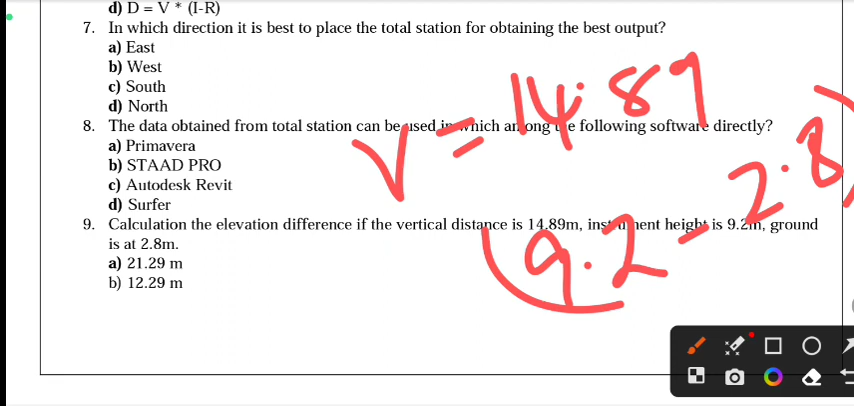 d) D = V * (I-R)
7. In which direction it is best to place the total station for obtaining the best output?
a) East
b) West
c) South
d) North
8. The data obtained from total station can be used in which among the following software directly?
a) Primavera
b) STAAD PRO
c) Autodesk Revit
d) Surfer
9. Calculation the elevation difference if the vertical distance is 14.89m, instrument height is 9.2m, ground
is at 2.8m.
a) 21.29 m
b) 12.29 m
V = 14.89
(9.2 - 2.8)